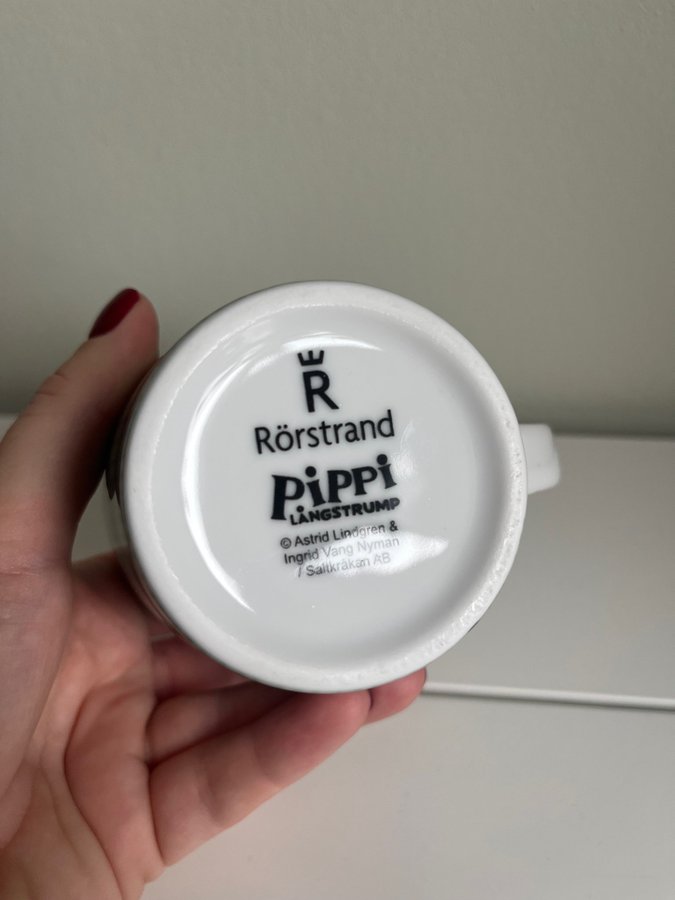 R
Rörstrand
Pippi
LÅNGSTRUMP
© Astrid Lindgren &
Ingrid Vang Nyman
/ Saltkråkan AB